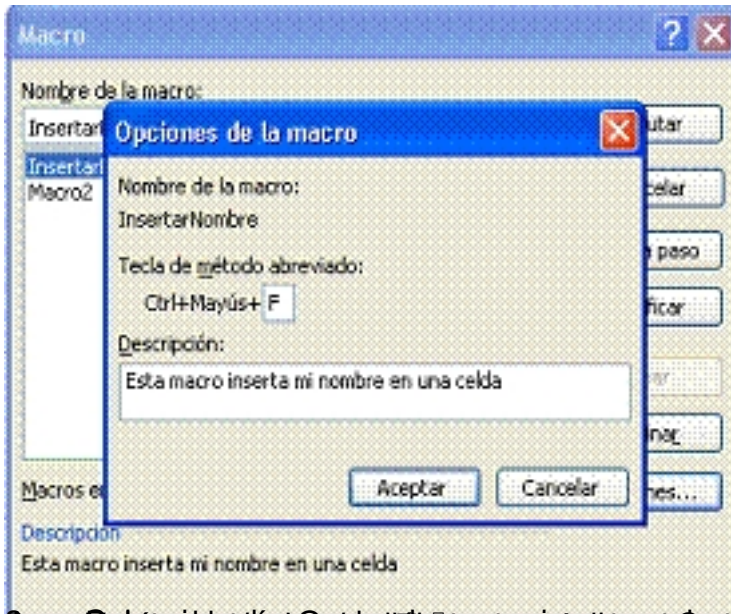 Macro
Nombre de la macro:
Insertar
Insertar
Macro2
Opciones de la macro
Nombre de la macro:
InsertarNombre
Tecla de método abreviado:
Ctrl+Mayús+ F
Descripción:
Esta macro inserta mi nombre en una celda
Aceptar
Cancelar
utar
celar
paso
ficar
nar
nes...
Macros e
Descripción
Esta macro inserta mi nombre en una celda